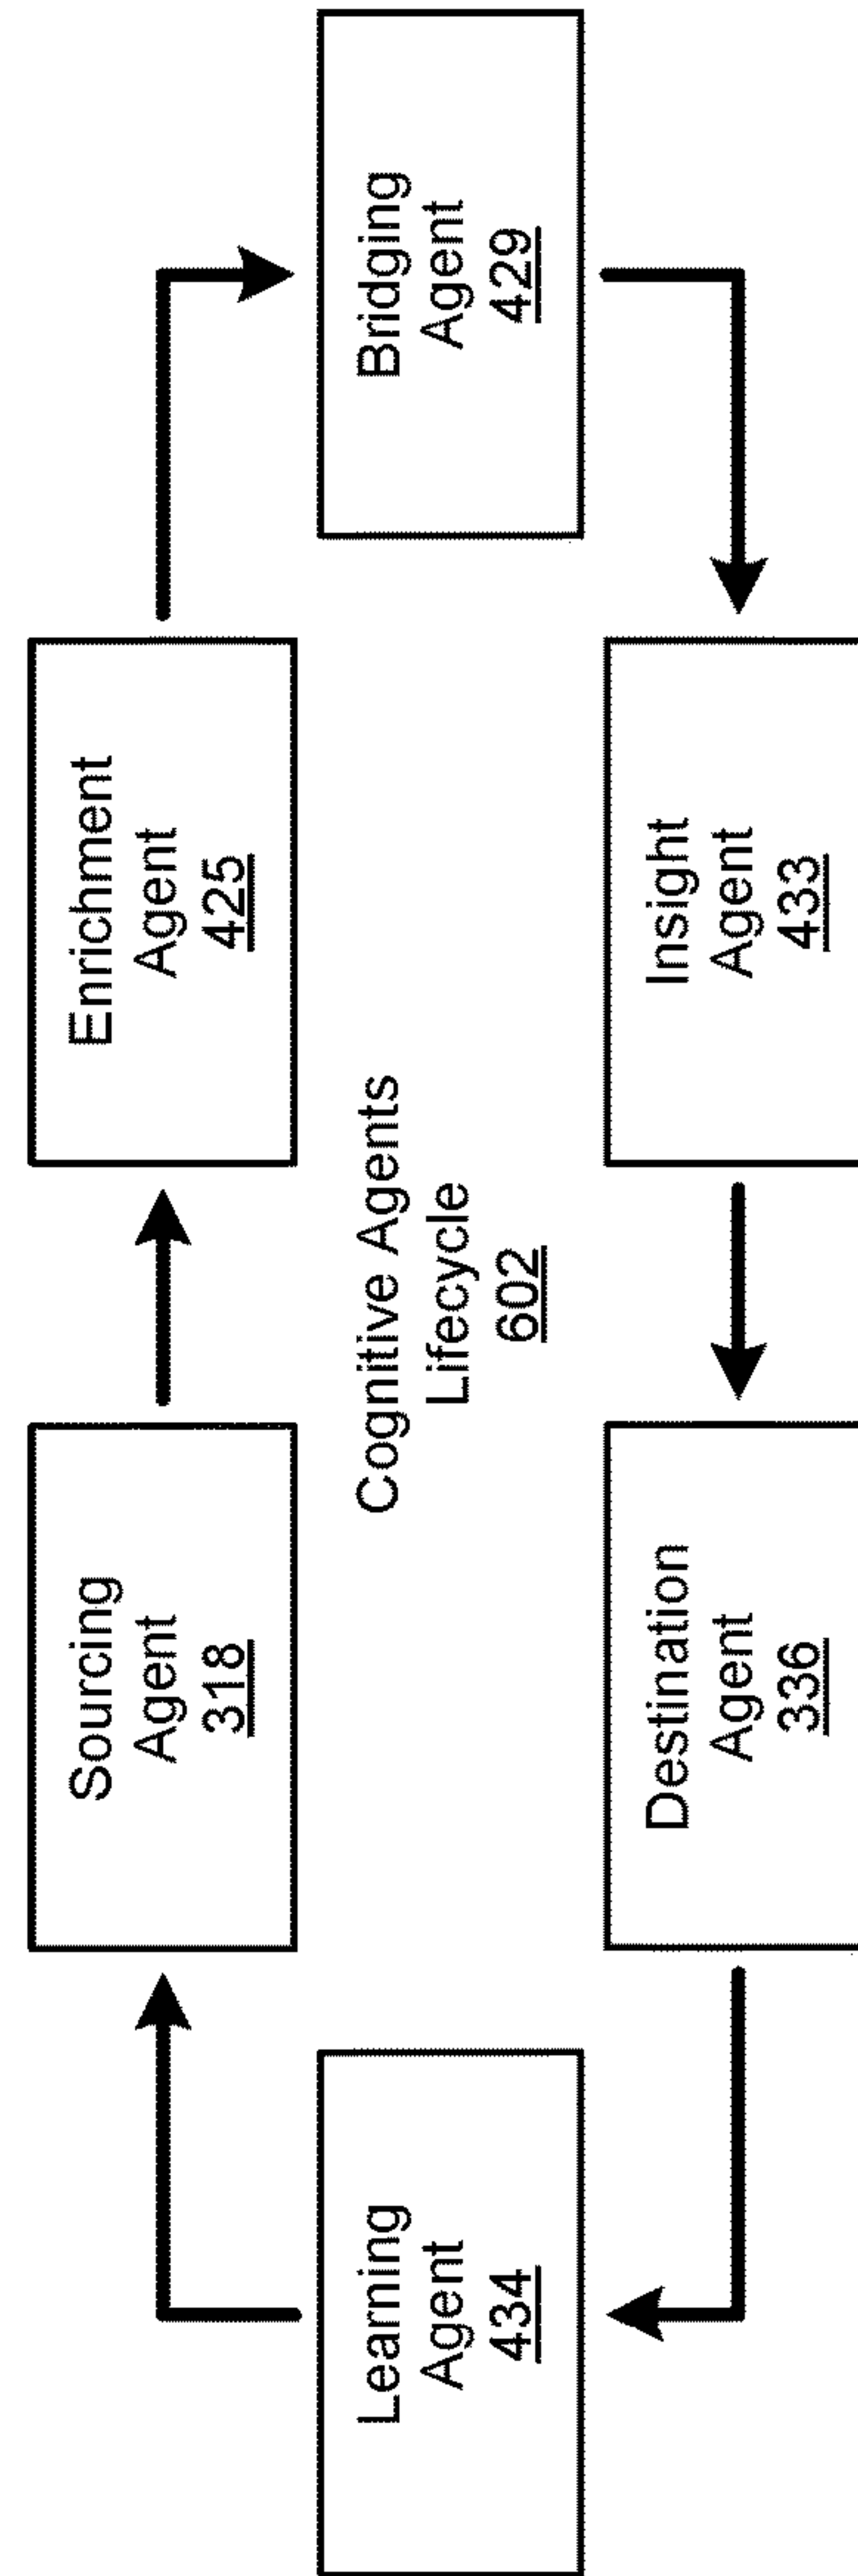 Sourcing
Agent
318
Enrichment
Agent
425
Learning
Agent
434
Cognitive Agents
Lifecycle
602
Bridging
Agent
429
Destination
Agent
336
Insight
Agent
433